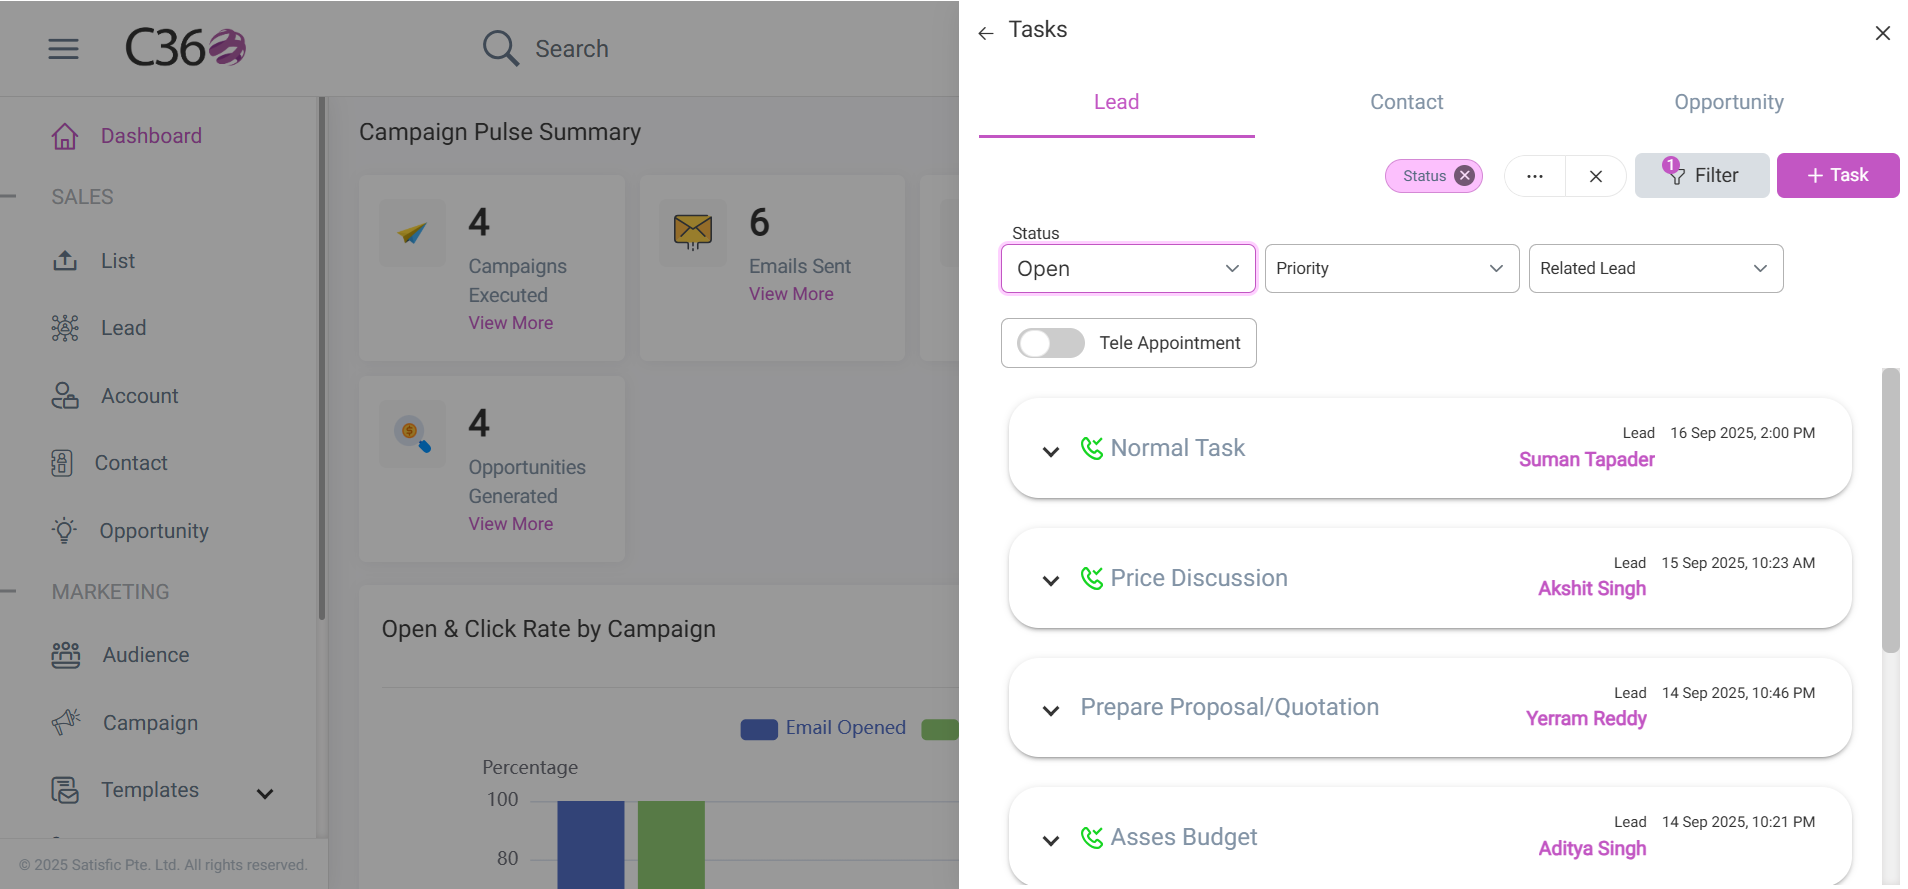 C360
Search
Dashboard
SALES
List
Lead
Account
Contact
Opportunity
MARKETING
Audience
Campaign
Templates
© 2025 Satisfic Pte. Ltd. All rights reserved.
Campaign Pulse Summary
4
Campaigns
Executed
View More
6
Emails Sent
View More
4
Opportunities
Generated
View More
Open & Click Rate by Campaign
Email Opened
Percentage
100
80
Tasks
Lead
Contact
Opportunity
Status
1
Filter
+ Task
Status
Open
Priority
Related Lead
Tele Appointment
Normal Task
Lead 16 Sep 2025, 2:00 PM
Suman Tapader
Price Discussion
Lead 15 Sep 2025, 10:23 AM
Akshit Singh
Prepare Proposal/Quotation
Lead 14 Sep 2025, 10:46 PM
Yerram Reddy
Asses Budget
Lead 14 Sep 2025, 10:21 PM
Aditya Singh